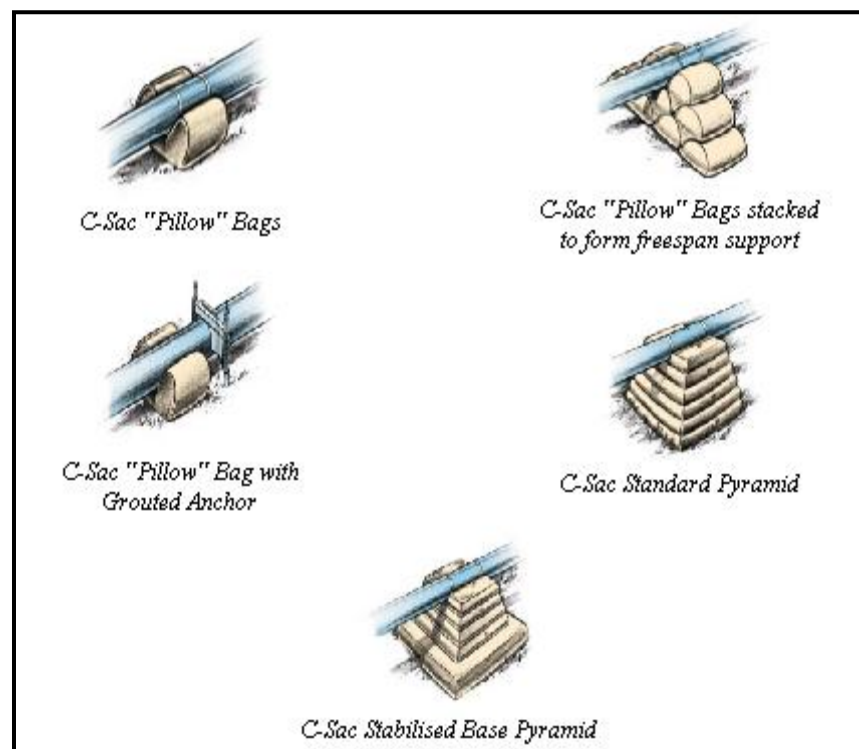 C-Sac "Pillow" Bags
C-Sac "Pillow" Bags stacked
to form freespan support
C-Sac "Pillow" Bag with
Grouted Anchor
C-Sac Standard Pyramid
C-Sac Stabilised Base Pyramid